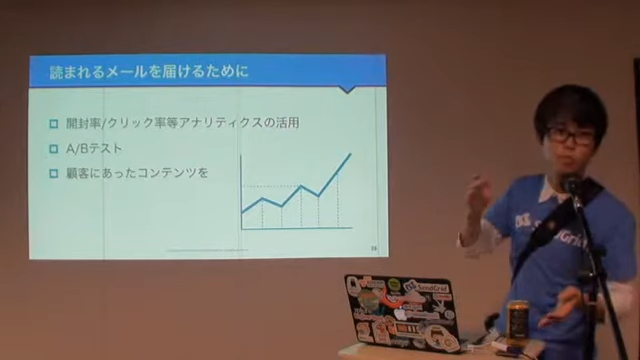 読まれるメールを届けるために
開封率/クリック率等アナリティクスの活用
A/Bテスト
顧客にあったコンテンツを
SendGrid
SendGrid